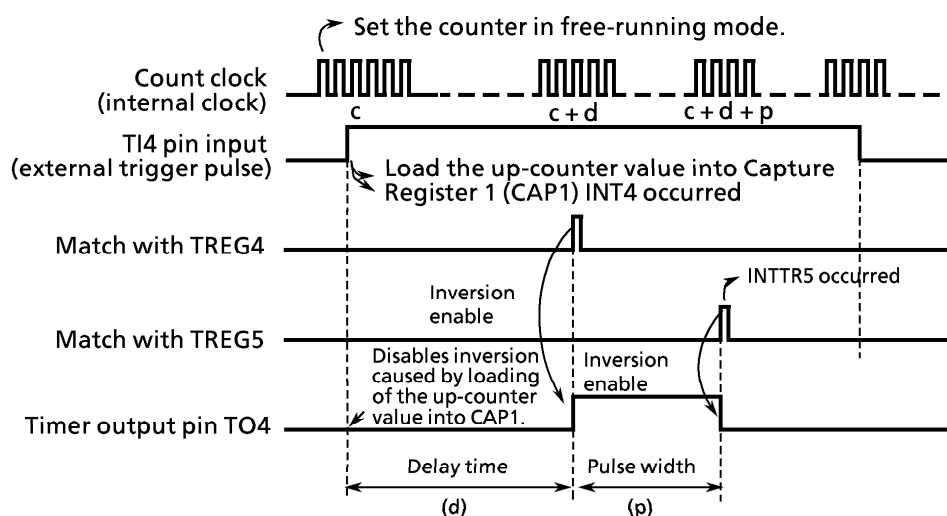 Set the counter in free-running mode.
Count clock
(internal clock)
c
c + d
c + d + p
TI4 pin input
(external trigger pulse)
Load the up-counter value into Capture
Register 1 (CAP1) INT4 occurred
Match with TREG4
INTTR5 occurred
Inversion
enable
Match with TREG5
Disables inversion
caused by loading
of the up-counter
value into CAP1.
Inversion
enable
Timer output pin TO4
Delay time
Pulse width
(d)
(p)